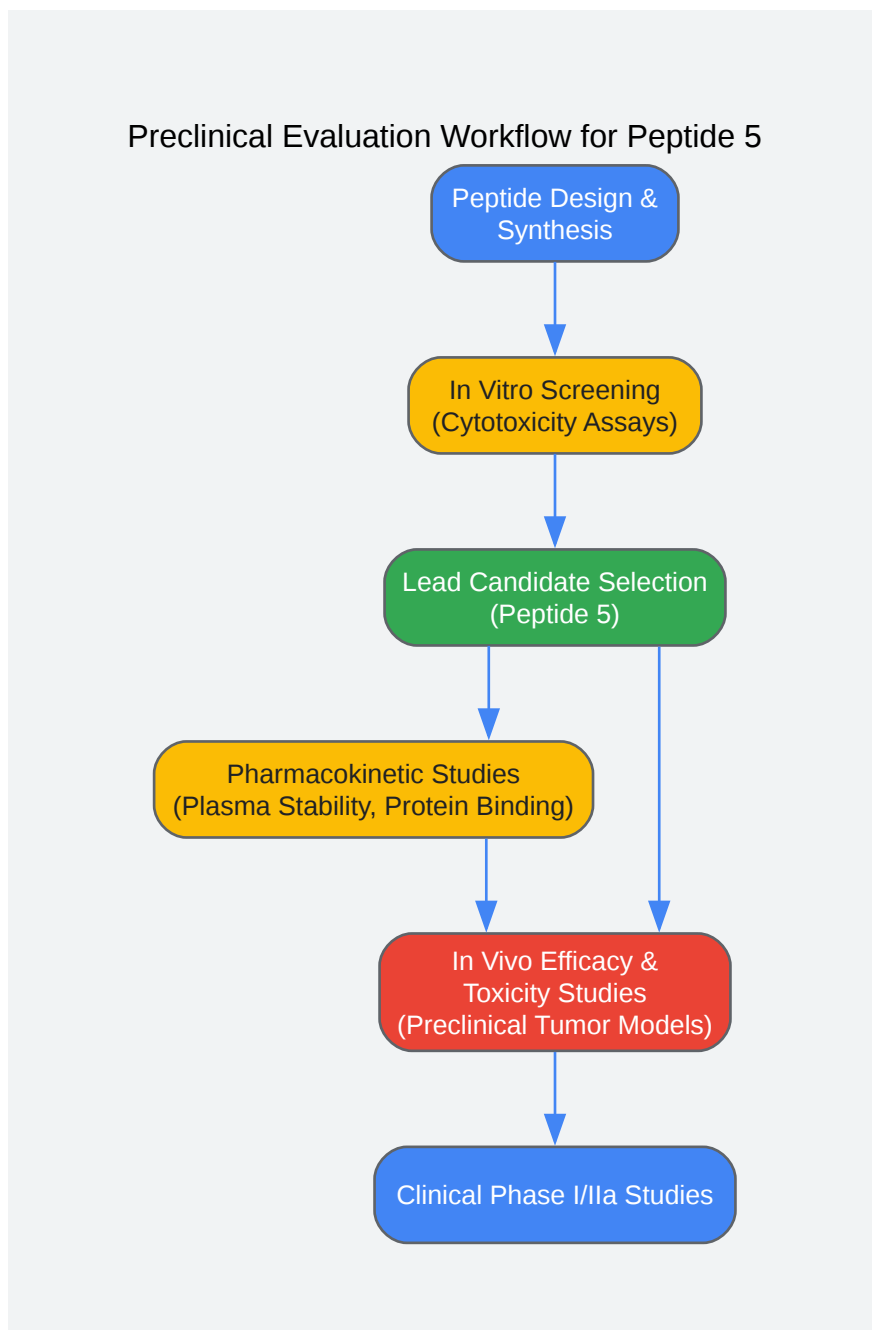 Preclinical Evaluation Workflow for Peptide 5
Peptide Design &
Synthesis
In Vitro Screening
(Cytotoxicity Assays)
Lead Candidate Selection
(Peptide 5)
Pharmacokinetic Studies
(Plasma Stability, Protein Binding)
In Vivo Efficacy &
Toxicity Studies
(Preclinical Tumor Models)
Clinical Phase I/IIa Studies